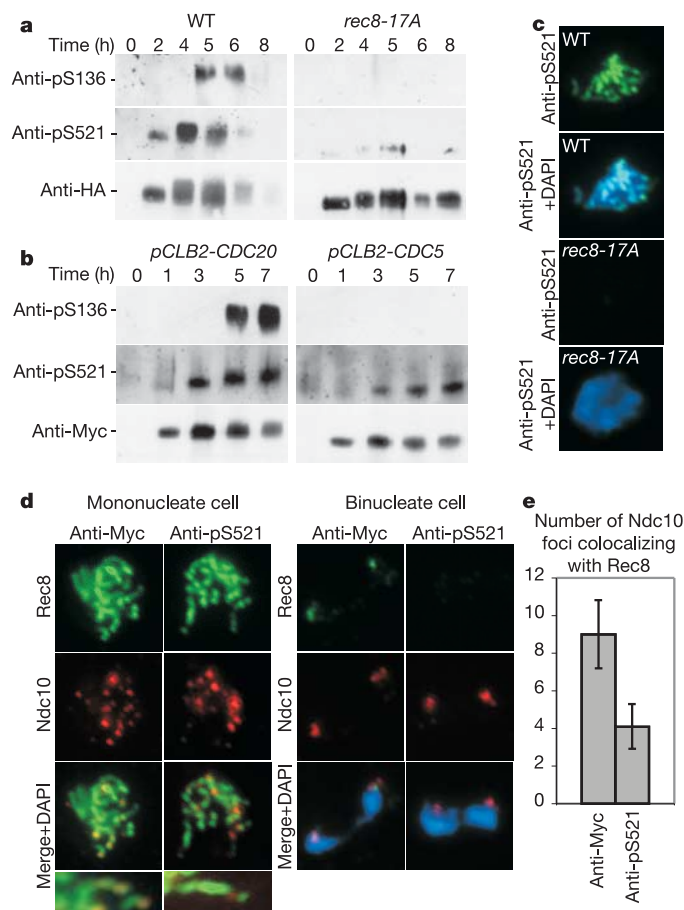 a WT rec8-17A
Time (h) 0 2 4 5 6 8 0 2 4 5 6 8
Anti-pS136
Anti-pS521
Anti-HA
b pCLB2-CDC20 pCLB2-CDC5
Time (h) 0 1 3 5 7 0 1 3 5 7
Anti-pS136
Anti-pS521
Anti-Myc
c
WT
Anti-pS521
WT
Anti-pS521
+DAPI
rec8-17A
Anti-pS521
rec8-17A
Anti-pS521
+DAPI
d Mononucleate cell Binucleate cell
Anti-Myc Anti-pS521 Anti-Myc Anti-pS521
Rec8 Rec8
Ndc10 Ndc10
Merge+DAPI Merge+DAPI
e
Number of Ndc10
foci colocalizing
with Rec8
12
10
8
6
4
2
0
Anti-Myc
Anti-pS521